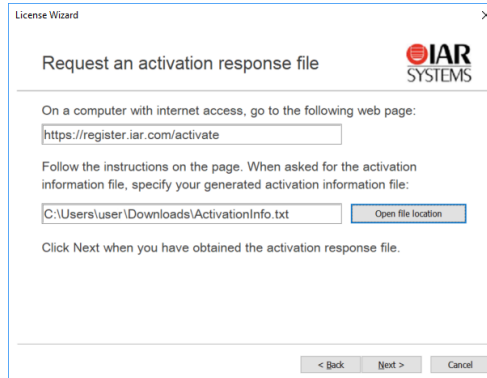 License Wizard
Request an activation response file
IAR
SYSTEMS
On a computer with internet access, go to the following web page:
https://register.iar.com/activate
Follow the instructions on the page. When asked for the activation
information file, specify your generated activation information file:
C:\Users\user\Downloads\ActivationInfo.txt
Open file location
Click Next when you have obtained the activation response file.
< Back
Next >
Cancel